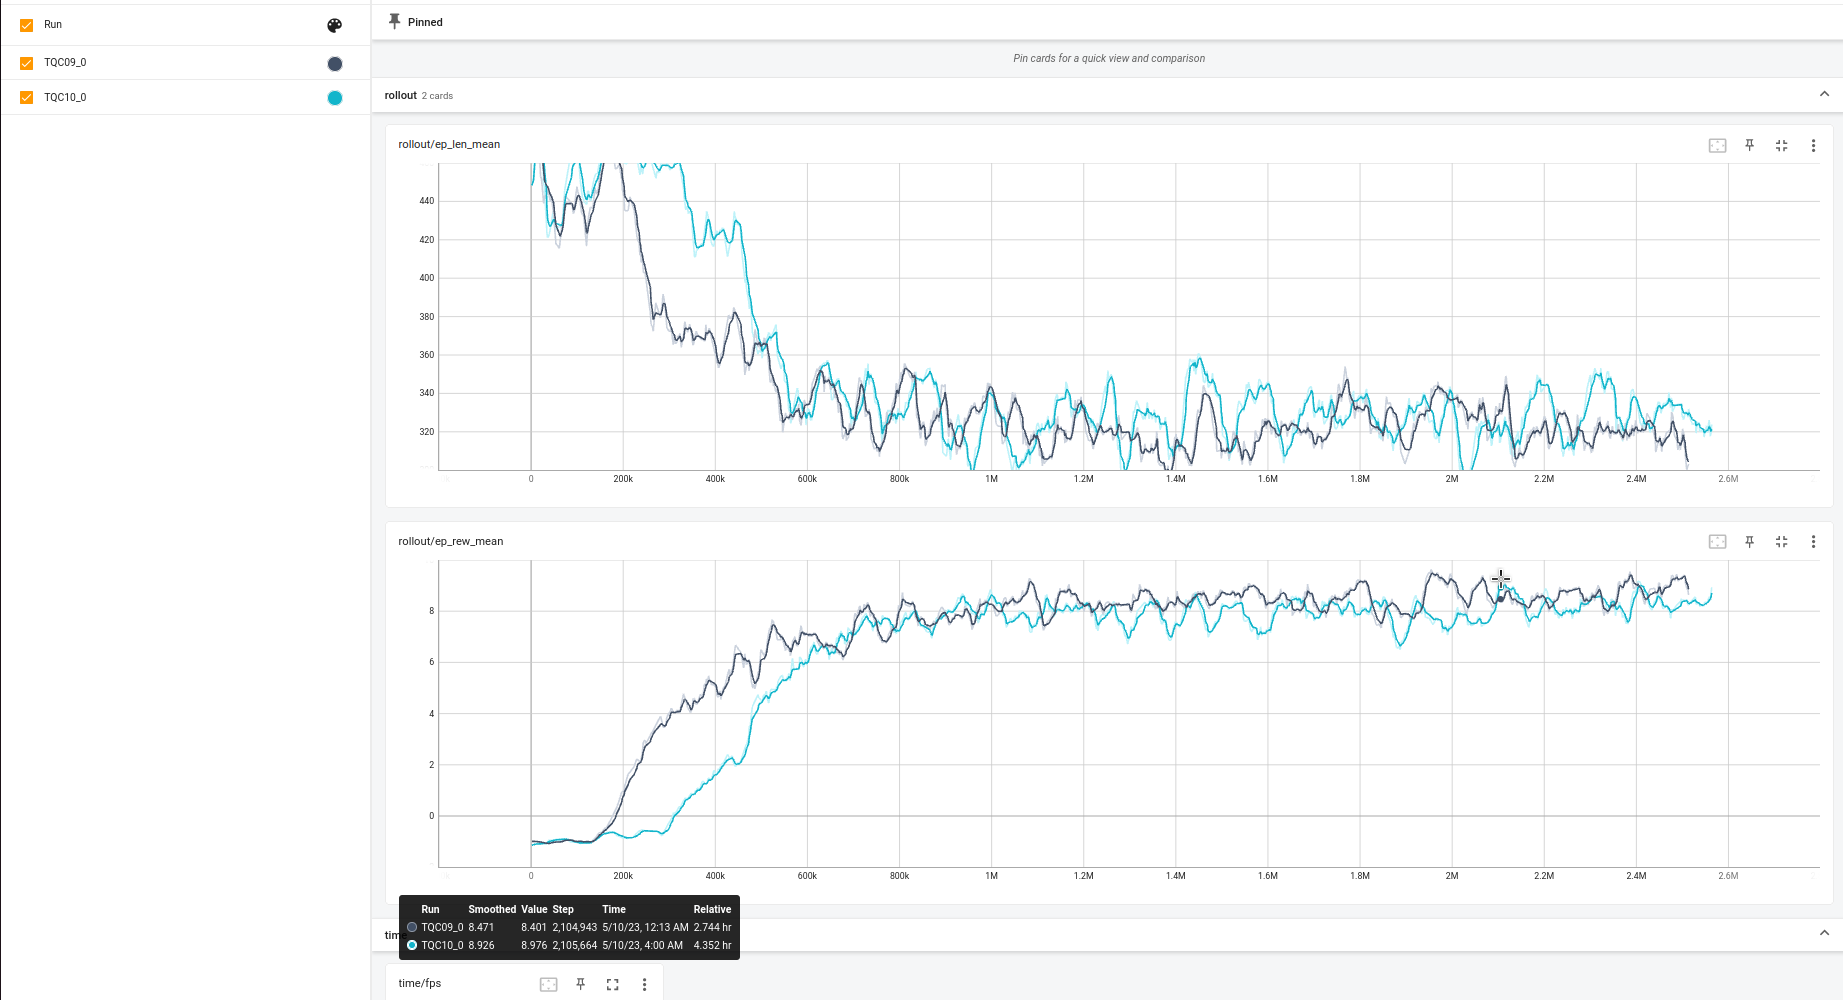 Run
TQC09_0
TQC10_0
Pinned
Pin cards for a quick view and comparison
rollout 2 cards
rollout/ep_len_mean
440
420
400
380
360
340
320
0 200k 400k 600k 800k 1M 1.2M 1.4M 1.6M 1.8M 2M 2.2M 2.4M 2.6M
rollout/ep_rew_mean
8
6
4
2
0
0 200k 400k 600k 800k 1M 1.2M 1.4M 1.6M 1.8M 2M 2.2M 2.4M 2.6M
Run Smoothed Value Step Time Relative
TQC09_0 8.471 8.401 2,104,943 5/10/23, 12:13 AM 2.744 hr
TQC10_0 8.926 8.976 2,105,664 5/10/23, 4:00 AM 4.352 hr
time
time/fps